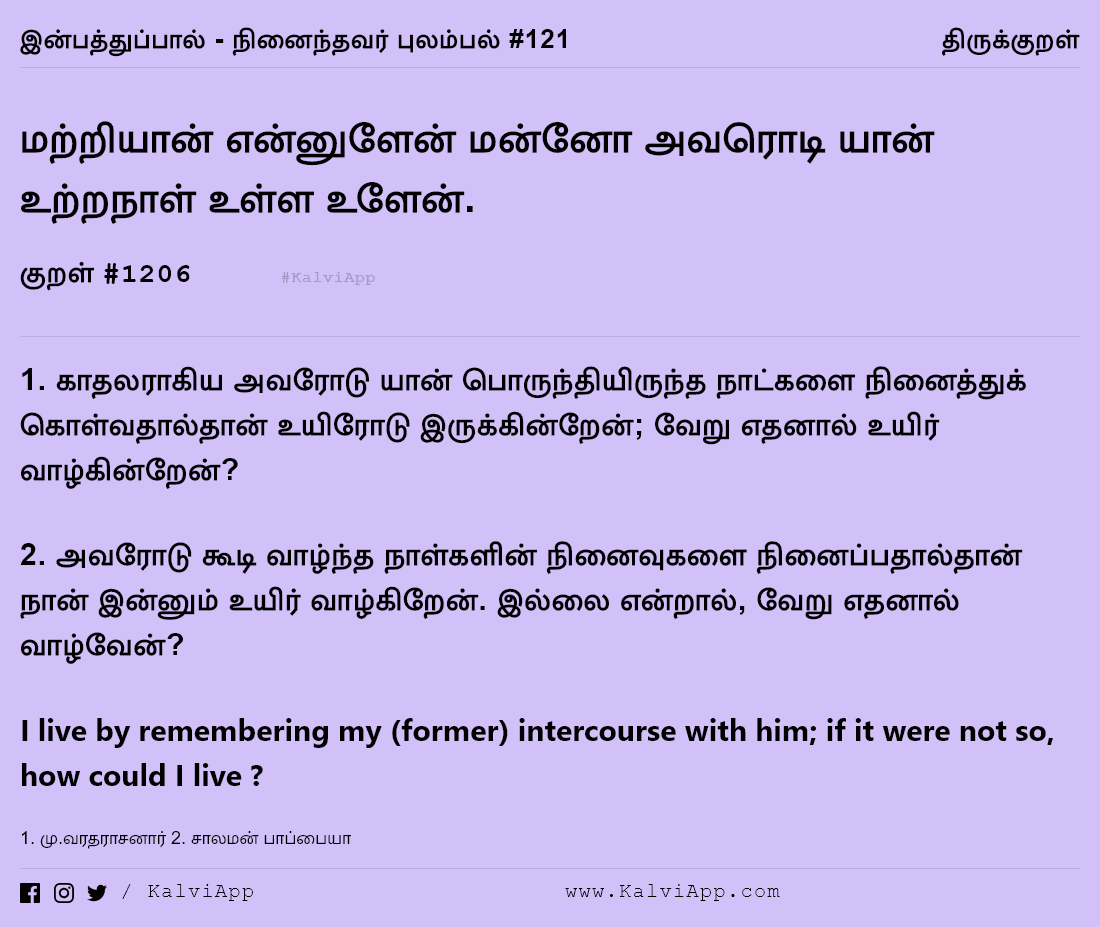 இன்பத்துப்பால் - நினைந்தவர் புலம்பல் #121 திருக்குறள்
மற்றியான் என்னுளேன் மன்னோ அவரொடி யான்
உற்றநாள் உள்ள உளேன்.
குறள் #1206 #KalviApp
1. காதலராகிய அவரோடு யான் பொருந்தியிருந்த நாட்களை நினைத்துக்
கொள்வதால்தான் உயிரோடு இருக்கின்றேன்; வேறு எதனால் உயிர்
வாழ்கின்றேன்?
2. அவரோடு கூடி வாழ்ந்த நாள்களின் நினைவுகளை நினைப்பதால்தான்
நான் இன்னும் உயிர் வாழ்கிறேன். இல்லை என்றால், வேறு எதனால்
வாழ்வேன்?
I live by remembering my (former) intercourse with him; if it were not so,
how could I live ?
1. மு.வரதராசனார் 2. சாலமன் பாப்பையா
/ KalviApp www.KalviApp.com